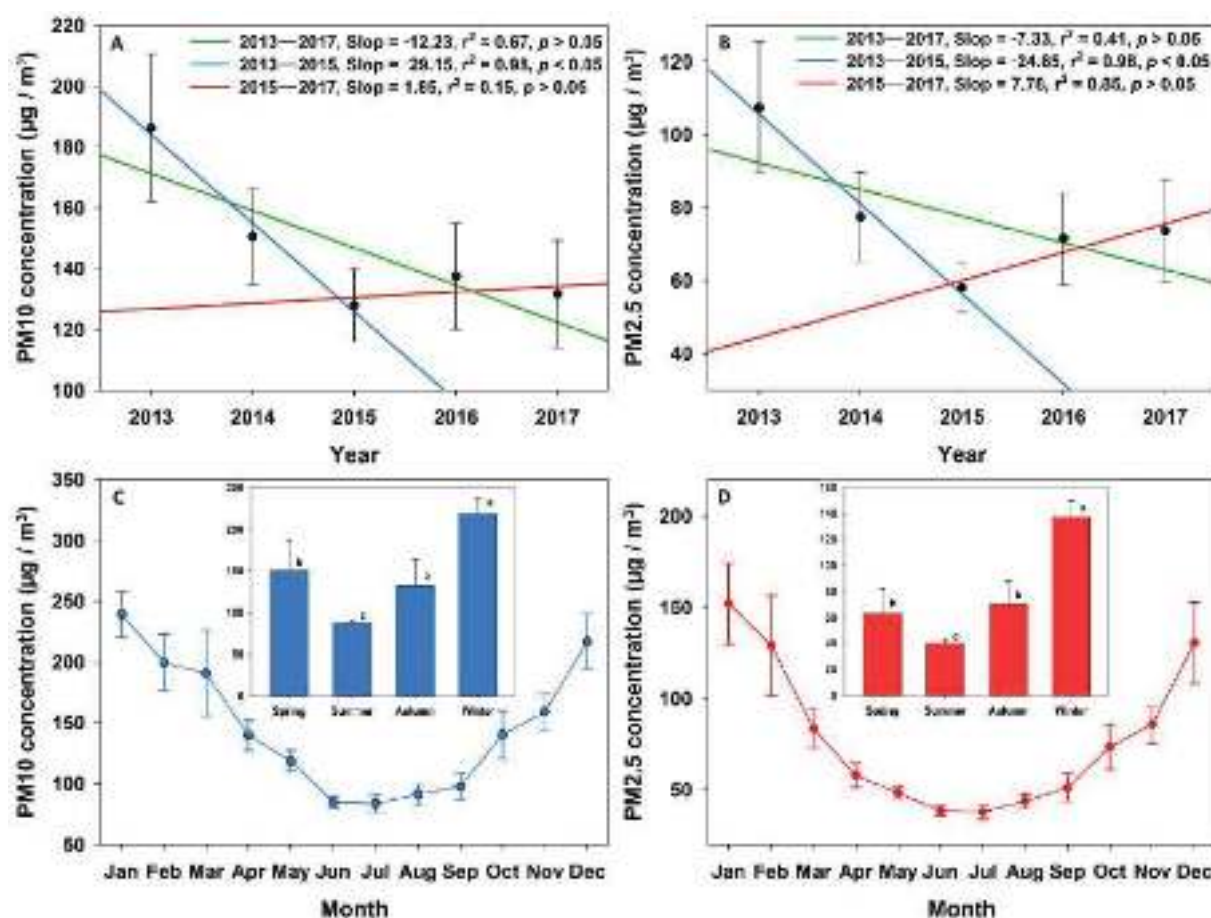 A
2013—2017, Slop = -12.23, r² = 0.67, p > 0.05
2013—2015, Slop = -29.15, r² = 0.98, p < 0.05
2015—2017, Slop = 1.85, r² = 0.15, p > 0.05
PM10 concentration (µg / m³)
220
200
180
160
140
120
100
2013 2014 2015 2016 2017
Year
B
2013—2017, Slop = -7.33, r² = 0.41, p > 0.05
2013—2015, Slop = -24.65, r² = 0.98, p < 0.05
2015—2017, Slop = 7.76, r² = 0.85, p > 0.05
PM2.5 concentration (µg / m³)
120
100
80
60
40
2013 2014 2015 2016 2017
Year
C
PM10 concentration (µg / m³)
350
300
250
200
150
100
50
Spring Summer Autumn Winter
Jan Feb Mar Apr May Jun Jul Aug Sep Oct Nov Dec
Month
D
PM2.5 concentration (µg / m³)
200
150
100
50
Spring Summer Autumn Winter
Jan Feb Mar Apr May Jun Jul Aug Sep Oct Nov Dec
Month